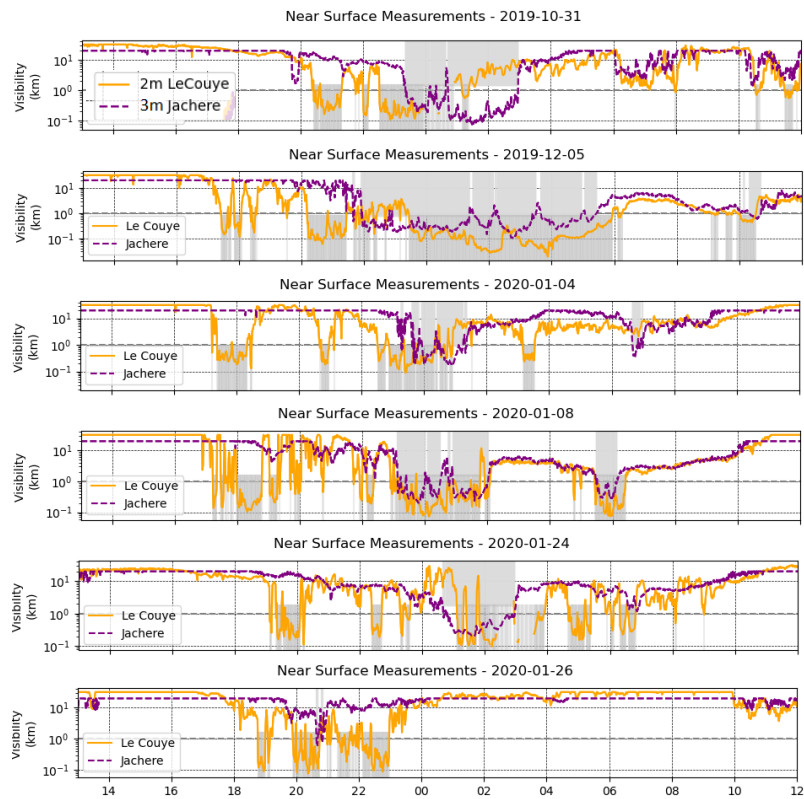 Near Surface Measurements - 2019-10-31
Visibility
(km)
10¹
10⁰
10⁻¹
2m LeCouye
3m Jachere
Near Surface Measurements - 2019-12-05
Visibility
(km)
10¹
10⁰
10⁻¹
Le Couye
Jachere
Near Surface Measurements - 2020-01-04
Visibility
(km)
10¹
10⁰
10⁻¹
Le Couye
Jachere
Near Surface Measurements - 2020-01-08
Visibility
(km)
10¹
10⁰
10⁻¹
Le Couye
Jachere
Near Surface Measurements - 2020-01-24
Visibility
(km)
10¹
10⁰
10⁻¹
Le Couye
Jachere
Near Surface Measurements - 2020-01-26
Visibility
(km)
10¹
10⁰
10⁻¹
Le Couye
Jachere
14 16 18 20 22 00 02 04 06 08 10 12